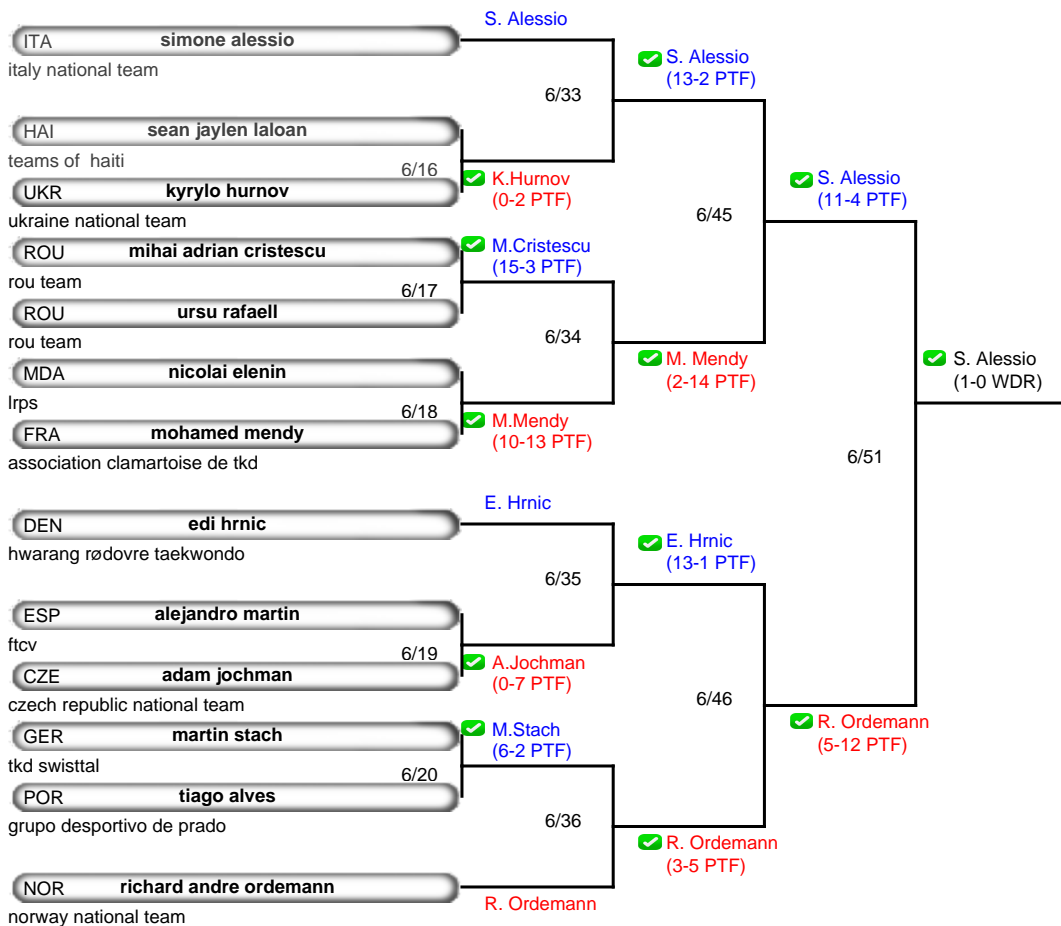 S. Alessio
ITA simone alessio
italy national team
S. Alessio
(13-2 PTF)
6/33
HAI sean jaylen laloan
teams of haiti
6/16
K.Hurnov
(0-2 PTF)
UKR kyrylo hurnov
ukraine national team
S. Alessio
(11-4 PTF)
6/45
ROU mihai adrian cristescu
rou team
M.Cristescu
(15-3 PTF)
6/17
ROU ursu rafaell
rou team
6/34
MDA nicolai elenin
lrps
M. Mendy
(2-14 PTF)
S. Alessio
(1-0 WDR)
6/18
M.Mendy
(10-13 PTF)
FRA mohamed mendy
association clamartoise de tkd
6/51
E. Hrnic
DEN edi hrnic
hwarang rødovre taekwondo
E. Hrnic
(13-1 PTF)
6/35
ESP alejandro martin
ftcv
6/19
A.Jochman
(0-7 PTF)
CZE adam jochman
czech republic national team
6/46
R. Ordemann
(5-12 PTF)
GER martin stach
tkd swisttal
M.Stach
(6-2 PTF)
6/20
POR tiago alves
grupo desportivo de prado
6/36
R. Ordemann
(3-5 PTF)
NOR richard andre ordemann
norway national team
R. Ordemann